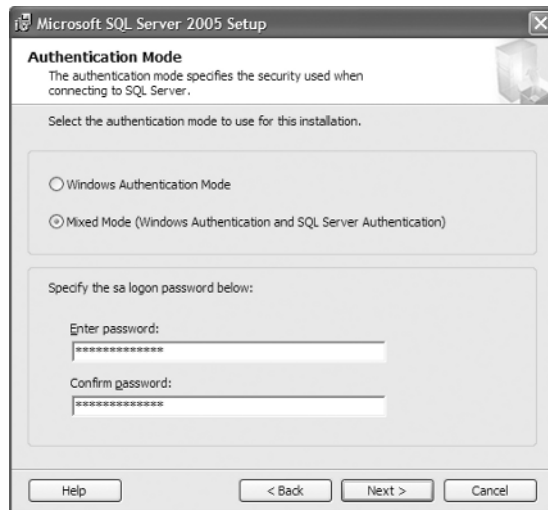 Microsoft SQL Server 2005 Setup
Authentication Mode
The authentication mode specifies the security used when
connecting to SQL Server.
Select the authentication mode to use for this installation.
Windows Authentication Mode
Mixed Mode (Windows Authentication and SQL Server Authentication)
Specify the sa logon password below:
Enter password:
*************
Confirm password:
*************
Help
< Back
Next >
Cancel